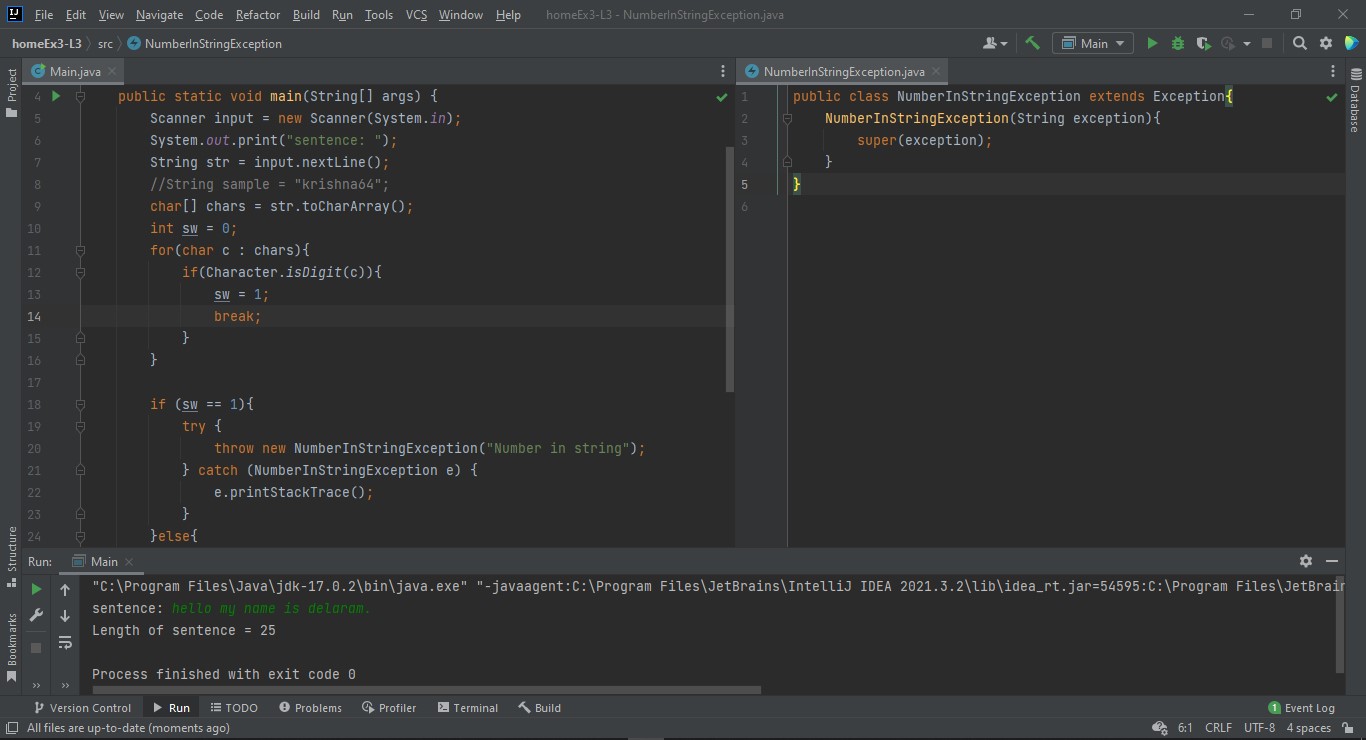 File Edit View Navigate Code Refactor Build Run Tools VCS Window Help homeEx3-L3 - NumberInStringException.java
homeEx3-L3 src NumberInStringException Main
Project
Structure
Bookmarks
Main.java
4 public static void main(String[] args) {
5 Scanner input = new Scanner(System.in);
6 System.out.print("sentence: ");
7 String str = input.nextLine();
8 //String sample = "krishna64";
9 char[] chars = str.toCharArray();
10 int sw = 0;
11 for(char c : chars){
12 if(Character.isDigit(c)){
13 sw = 1;
14 break;
15 }
16 }
17
18 if (sw == 1){
19 try {
20 throw new NumberInStringException("Number in string");
21 } catch (NumberInStringException e) {
22 e.printStackTrace();
23 }
24 }else{
NumberInStringException.java
1 public class NumberInStringException extends Exception{
2 NumberInStringException(String exception){
3 super(exception);
4 }
5 }
6
Database
Run: Main
"C:\Program Files\Java\jdk-17.0.2\bin\java.exe" "-javaagent:C:\Program Files\JetBrains\IntelliJ IDEA 2021.3.2\lib\idea_rt.jar=54595:C:\Program Files\JetBrain
sentence: hello my name is delaram.
Length of sentence = 25
Process finished with exit code 0
Version Control Run TODO Problems Profiler Terminal Build 1 Event Log
All files are up-to-date (moments ago) 6:1 CRLF UTF-8 4 spaces